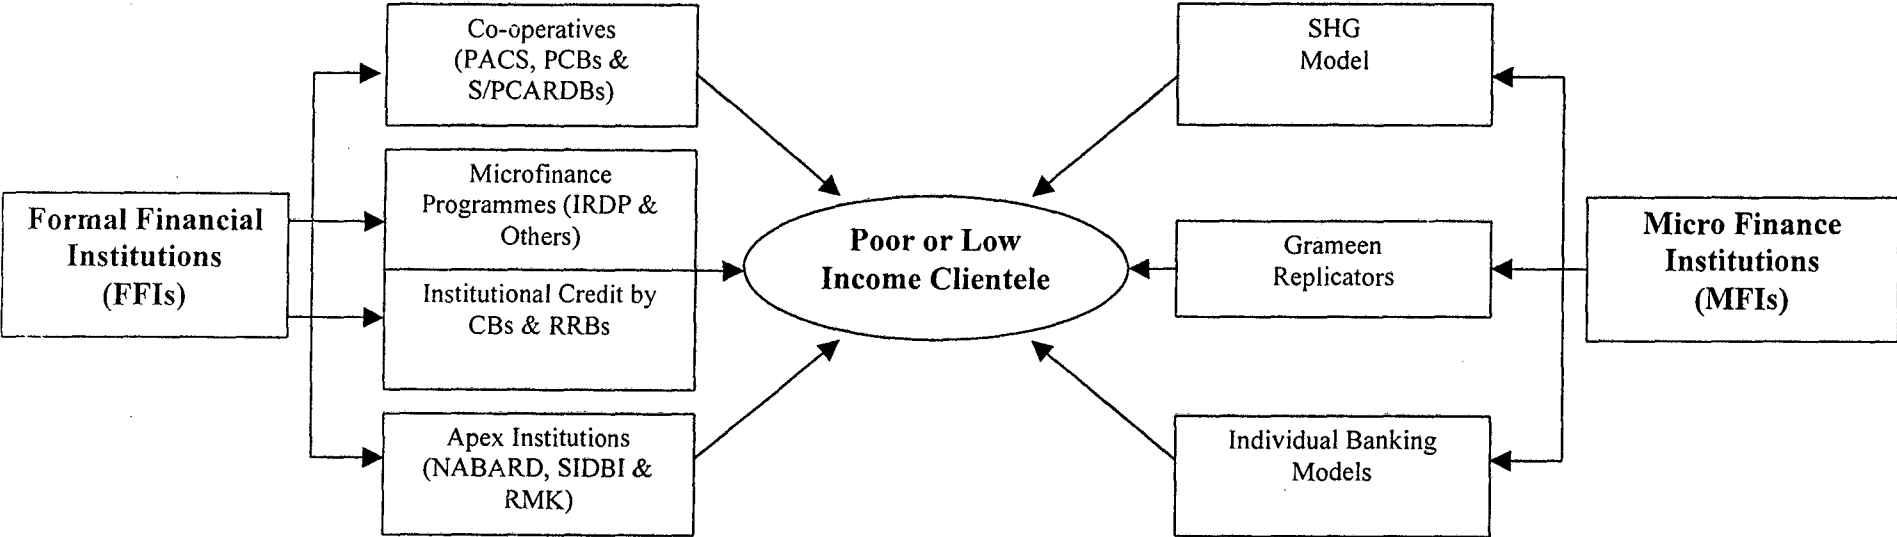 Co-operatives
(PACS, PCBs &
S/PCARDBs)
Microfinance
Programmes (IRDP &
Others)
Institutional Credit by
CBs & RRBs
Apex Institutions
(NABARD, SIDBI &
RMK)
Formal Financial
Institutions
(FFIs)
Poor or Low
Income Clientele
SHG
Model
Grameen
Replicators
Individual Banking
Models
Micro Finance
Institutions
(MFIs)